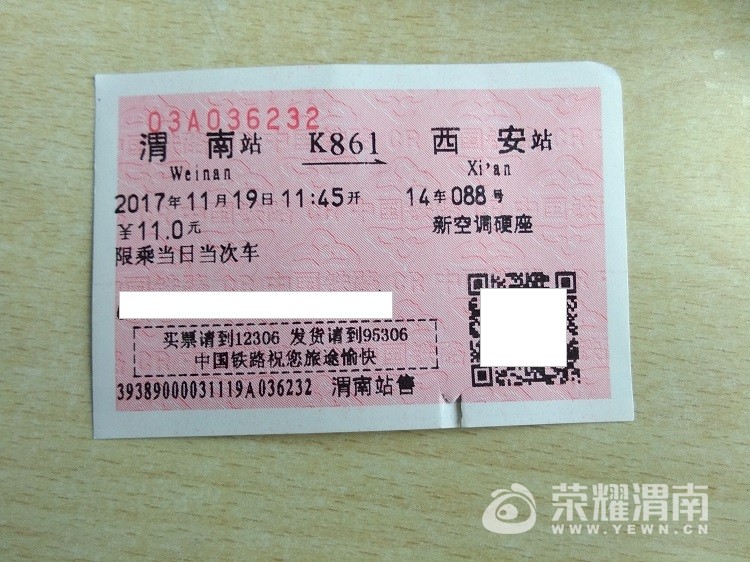 03A036232
渭南站 K861 西安站
Weinan Xi'an
2017年11月19日11:45开 14车088号
¥11.0元 新空调硬座
限乘当日当次车
买票请到12306 发货请到95306
中国铁路祝您旅途愉快
39389000031119A036232 渭南站售
荣耀渭南
WWW.YEWN.CN